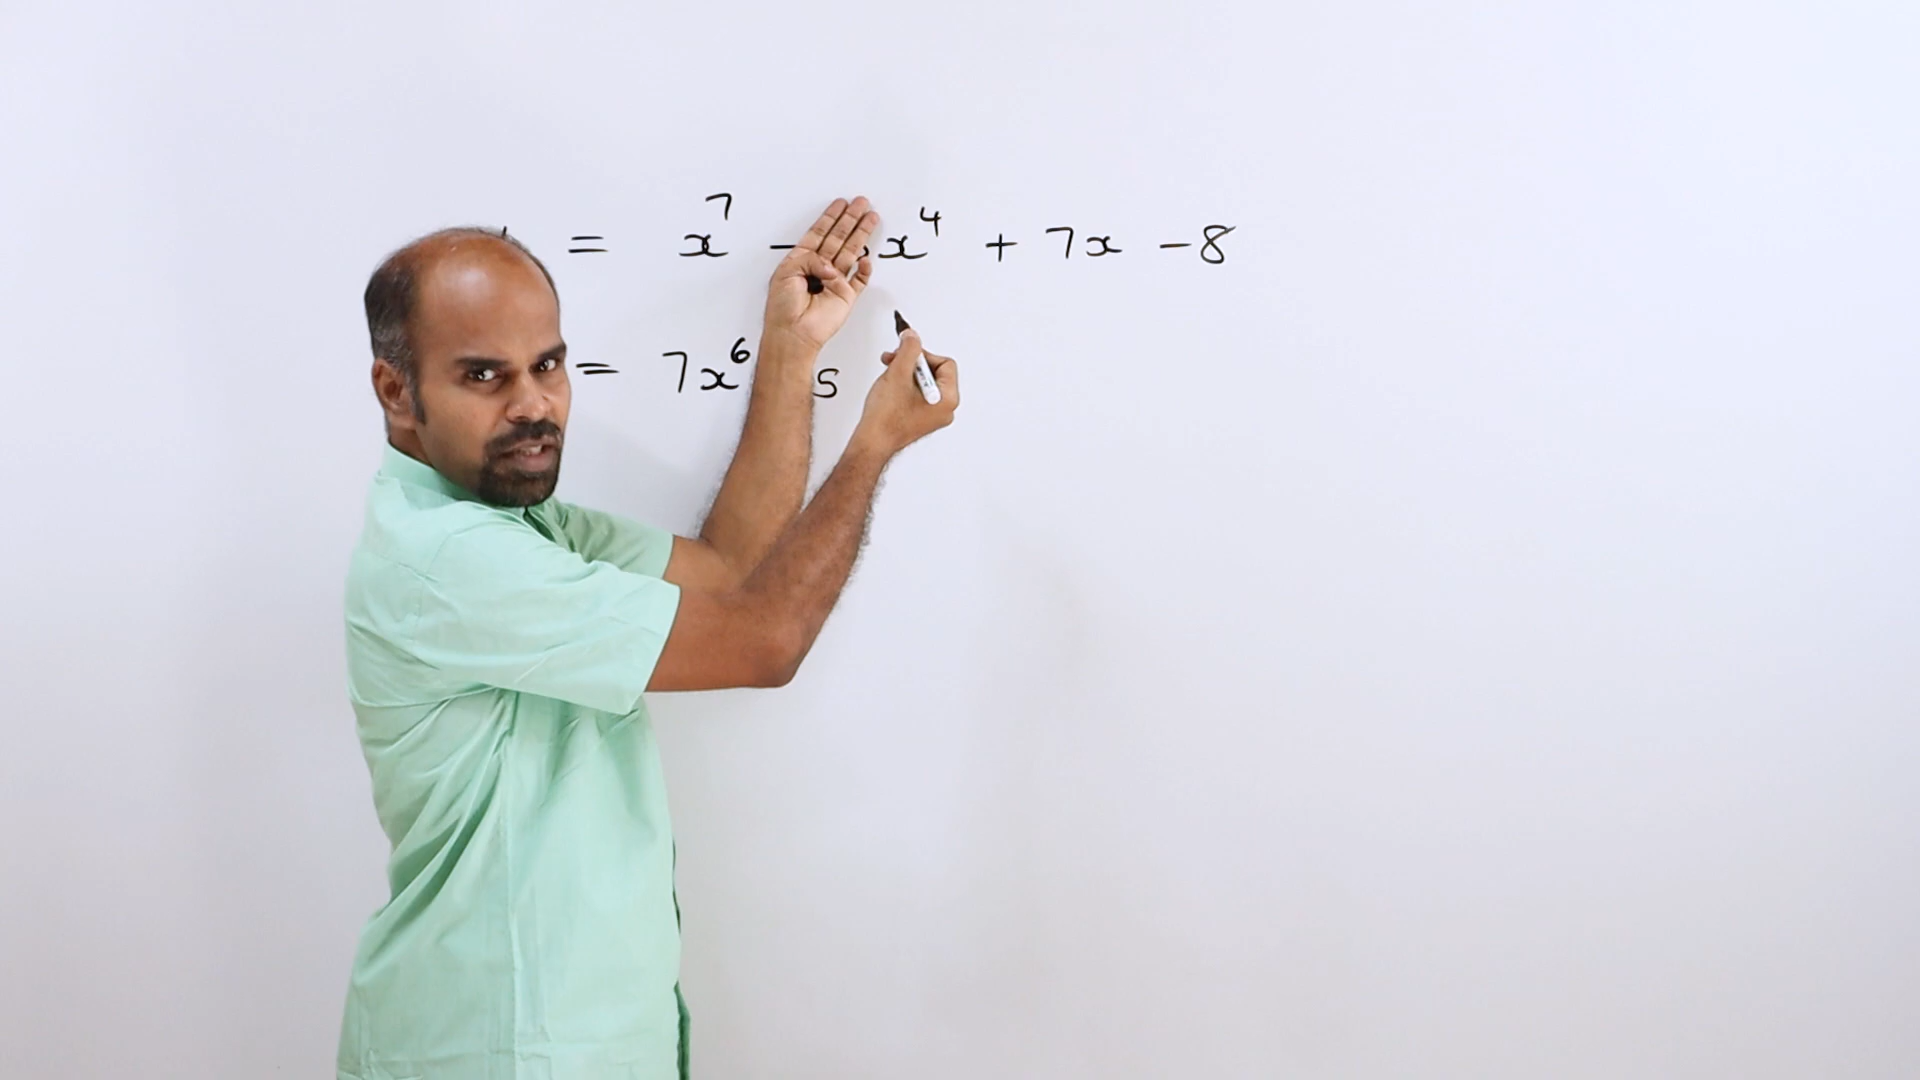 = x⁷ - x⁴ + 7x - 8
= 7x⁶ 5